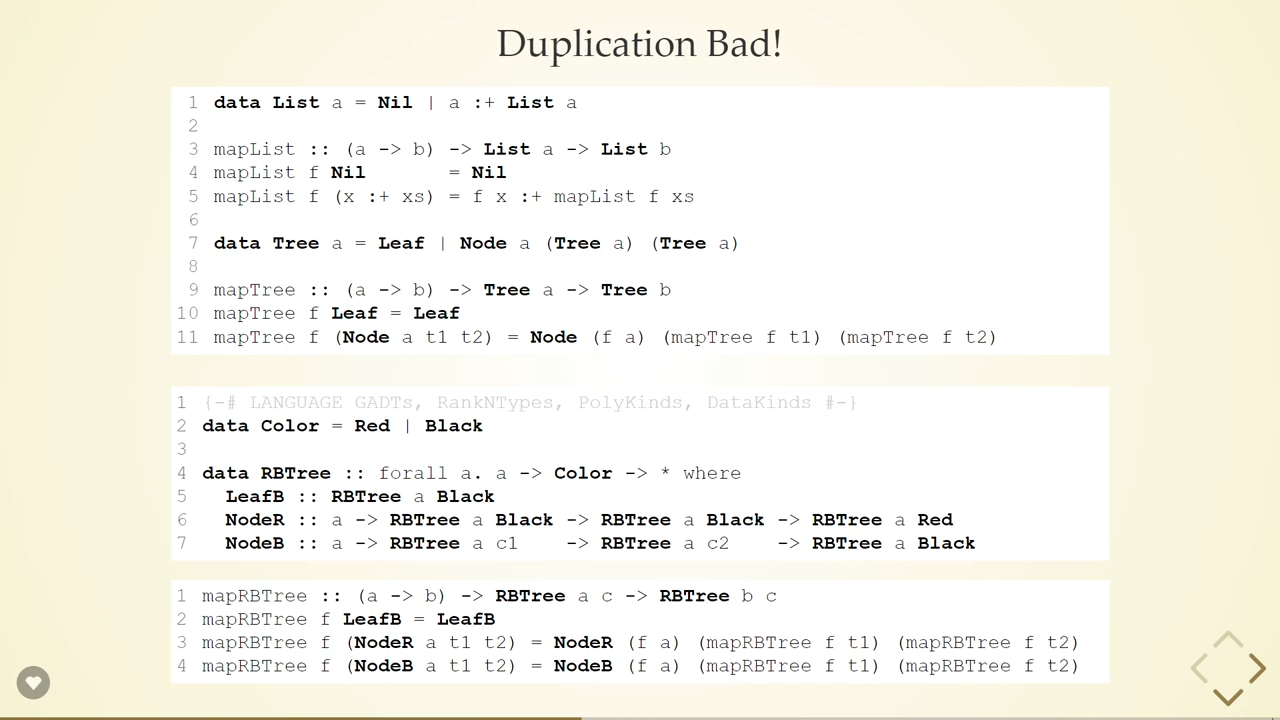 Duplication Bad!
1 data List a = Nil | a :+ List a
2
3 mapList :: (a -> b) -> List a -> List b
4 mapList f Nil       = Nil
5 mapList f (x :+ xs) = f x :+ mapList f xs
6
7 data Tree a = Leaf | Node a (Tree a) (Tree a)
8
9 mapTree :: (a -> b) -> Tree a -> Tree b
10 mapTree f Leaf = Leaf
11 mapTree f (Node a t1 t2) = Node (f a) (mapTree f t1) (mapTree f t2)
1 {-# LANGUAGE GADTs, RankNTypes, PolyKinds, DataKinds #-}
2 data Color = Red | Black
3
4 data RBTree :: forall a. a -> Color -> * where
5   LeafB :: RBTree a Black
6   NodeR :: a -> RBTree a Black -> RBTree a Black -> RBTree a Red
7   NodeB :: a -> RBTree a c1    -> RBTree a c2    -> RBTree a Black
1 mapRBTree :: (a -> b) -> RBTree a c -> RBTree b c
2 mapRBTree f LeafB = LeafB
3 mapRBTree f (NodeR a t1 t2) = NodeR (f a) (mapRBTree f t1) (mapRBTree f t2)
4 mapRBTree f (NodeB a t1 t2) = NodeB (f a) (mapRBTree f t1) (mapRBTree f t2)